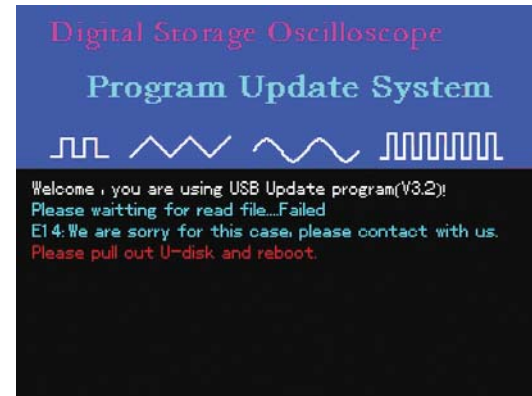 Digital Storage Oscilloscope
Program Update System
Welcome , you are using USB Update program(V3.2)!
Please waitting for read file....Failed
E14:We are sorry for this case, please contact with us.
Please pull out U-disk and reboot.